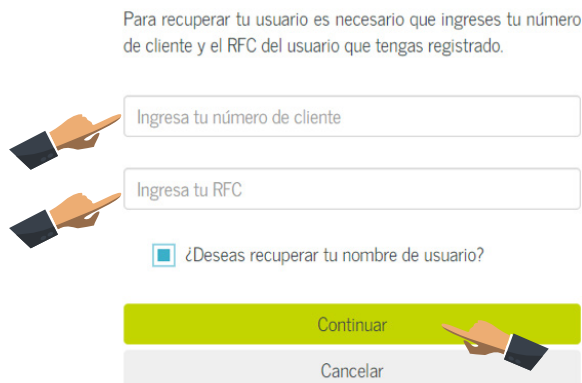 Para recuperar tu usuario es necesario que ingreses tu número
de cliente y el RFC del usuario que tengas registrado.
Ingresa tu número de cliente
Ingresa tu RFC
¿Deseas recuperar tu nombre de usuario?
Continuar
Cancelar